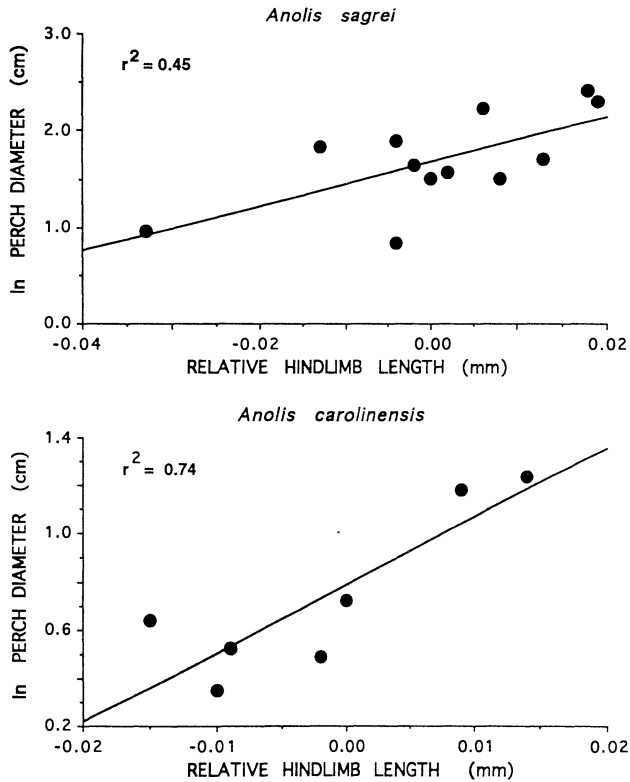 Anolis sagrei
r² = 0.45
ln PERCH DIAMETER (cm)
3.0
2.0
1.0
0.0
-0.04
-0.02
0.00
0.02
RELATIVE HINDLIMB LENGTH (mm)
Anolis carolinensis
r² = 0.74
ln PERCH DIAMETER (cm)
1.4
1.0
0.6
0.2
-0.02
-0.01
0.00
0.01
0.02
RELATIVE HINDLIMB LENGTH (mm)